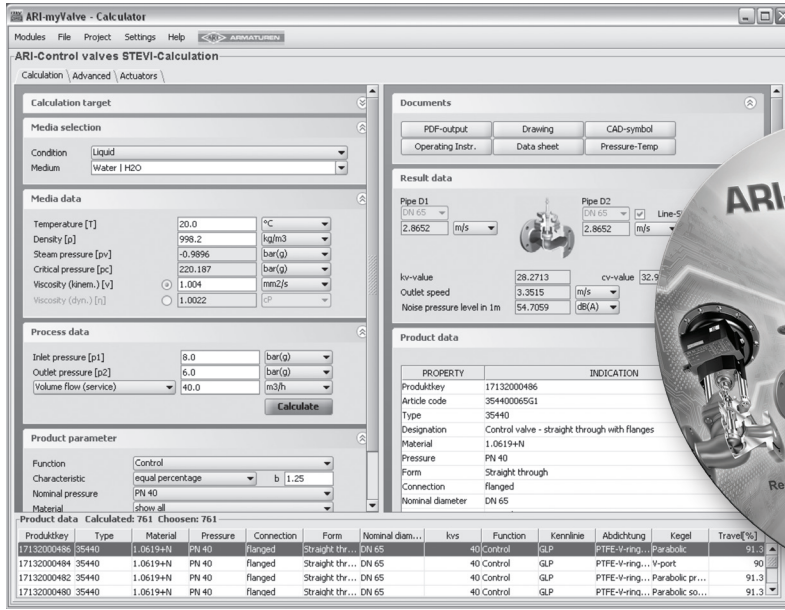 ARI-myValve - Calculator
Modules File Project Settings Help ARI ARMATUREN
ARI-Control valves STEVI-Calculation
Calculation Advanced Actuators
Calculation target
Media selection
Condition Liquid
Medium Water | H2O
Media data
Temperature [T] 20.0 °C
Density [ρ] 998.2 kg/m3
Steam pressure [pv] -0.9896 bar(g)
Critical pressure [pc] 220.187 bar(g)
Viscosity (kinem.) [v] 1.004 mm2/s
Viscosity (dyn.) [η] 1.0022 cP
Process data
Inlet pressure [p1] 8.0 bar(g)
Outlet pressure [p2] 6.0 bar(g)
Volume flow (service) 40.0 m3/h
Calculate
Product parameter
Function Control
Characteristic equal percentage b 1.25
Nominal pressure PN 40
Material show all
Documents
PDF-output Drawing CAD-symbol
Operating Instr. Data sheet Pressure-Temp
Result data
Pipe D1 Pipe D2
DN 65 DN 65 Line-S
2.8652 m/s 2.8652 m/s
kv-value 28.2713 cv-value 32.9
Outlet speed 3.3515 m/s
Noise pressure level in 1m 54.7059 dB(A)
Product data
PROPERTY INDICATION
Produktkey 17132000486
Article code 354400065G1
Type 35440
Designation Control valve - straight through with flanges
Material 1.0619+N
Pressure PN 40
Form Straight through
Connection flanged
Nominal diameter DN 65
ARI-
Re
Product data Calculated: 761 Choosen: 761
Produktkey Type Material Pressure Connection Form Nominal diam... kvs Function Kennlinie Abdichtung Kegel Travel[%]
17132000486 35440 1.0619+N PN 40 flanged Straight thr... DN 65 40 Control GLP PTFE-V-ring... Parabolic 91.3
17132000484 35440 1.0619+N PN 40 flanged Straight thr... DN 65 40 Control GLP PTFE-V-ring... V-port 90
17132000482 35440 1.0619+N PN 40 flanged Straight thr... DN 65 40 Control GLP PTFE-V-ring... Parabolic pr... 91.3
17132000480 35440 1.0619+N PN 40 flanged Straight thr... DN 65 40 Control GLP PTFE-V-ring... Parabolic so... 91.3